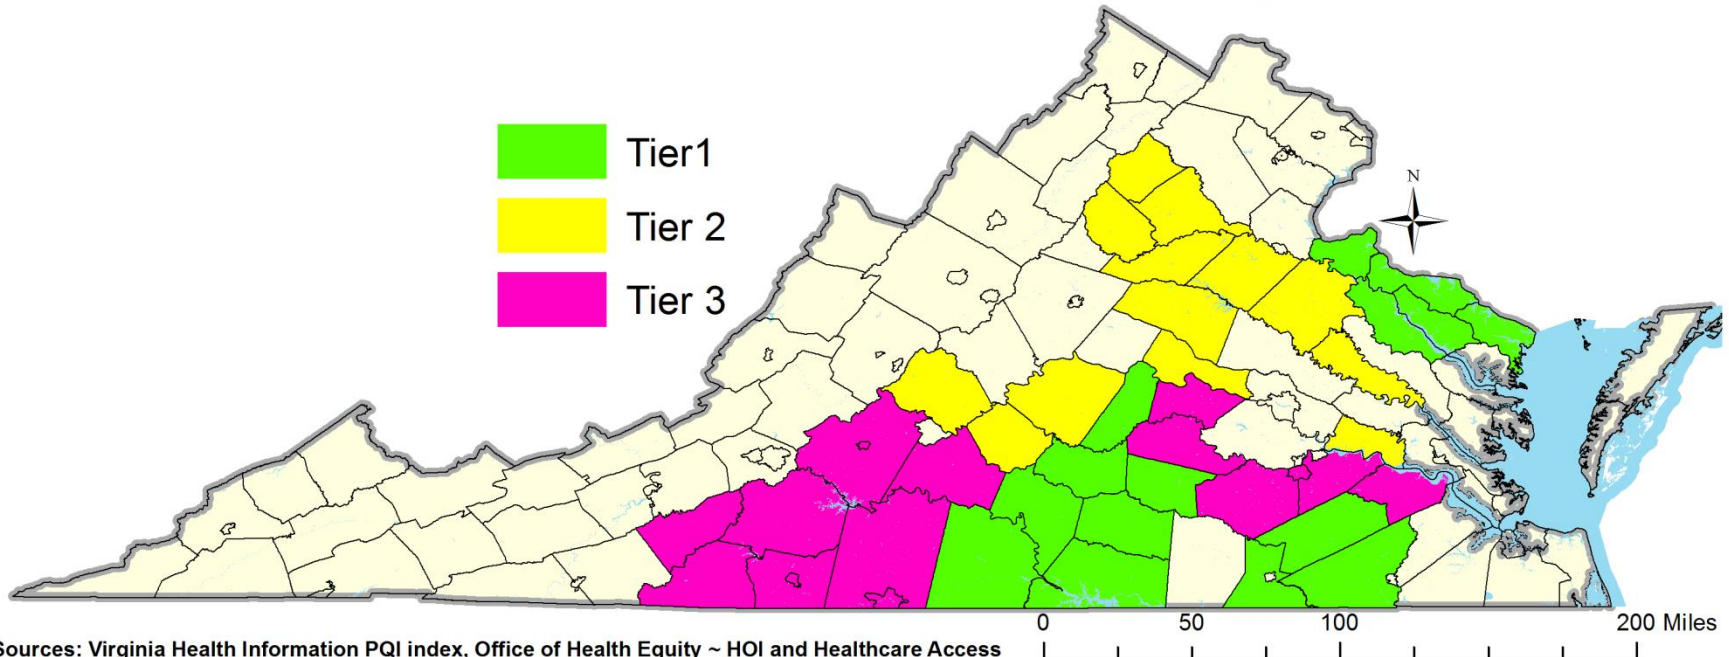 Tier1
Tier 2
Tier 3
N
0 50 100 200 Miles
Sources: Virginia Health Information PQI index, Office of Health Equity ~ HOI and Healthcare Access